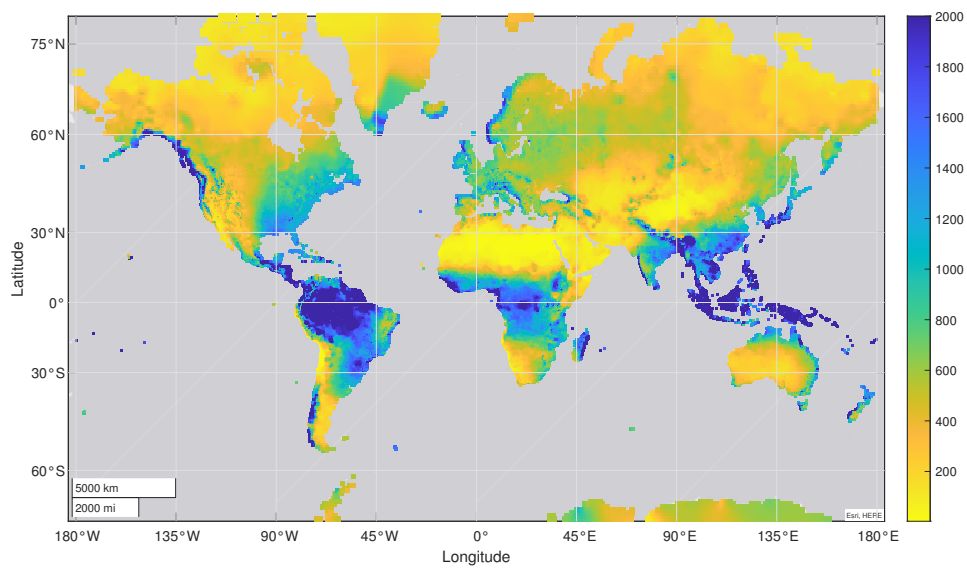 75°N
60°N
30°N
0°
30°S
60°S
Latitude
5000 km
2000 mi
Esri, HERE
180°W
135°W
90°W
45°W
0°
45°E
90°E
135°E
180°E
Longitude
2000
1800
1600
1400
1200
1000
800
600
400
200